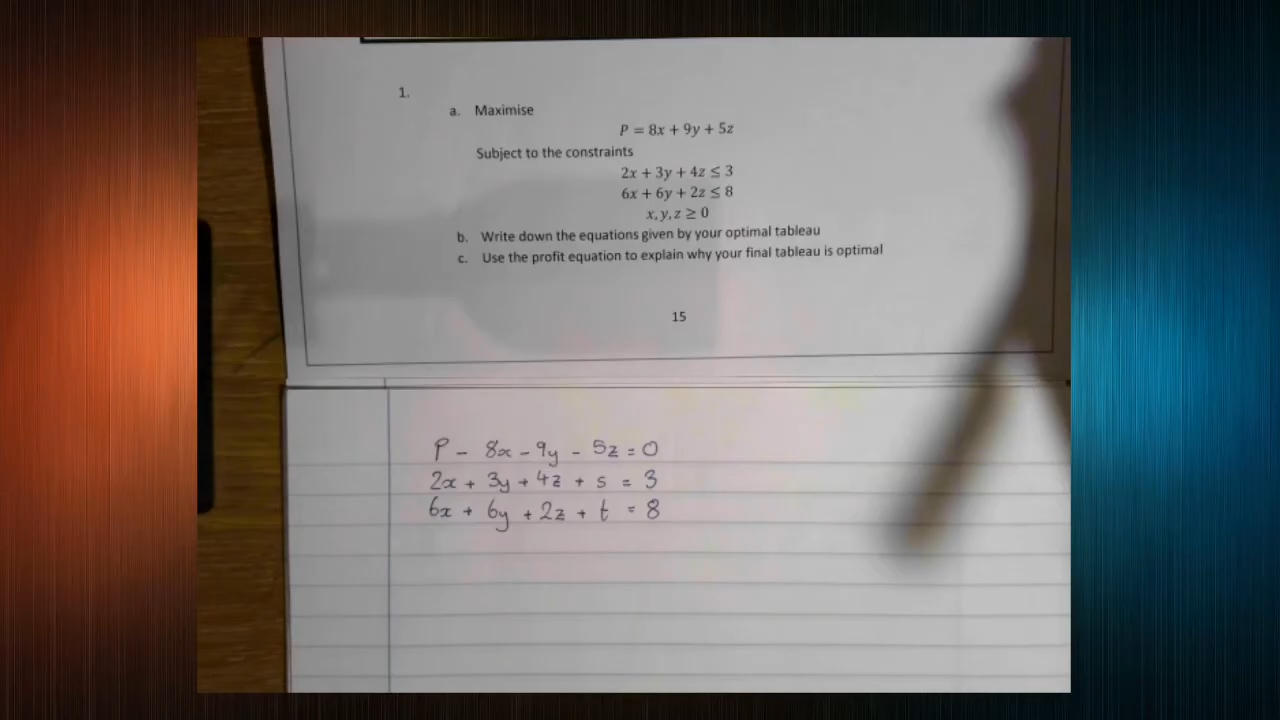 1.
a. Maximise
P = 8x + 9y + 5z
Subject to the constraints
2x + 3y + 4z ≤ 3
6x + 6y + 2z ≤ 8
x, y, z ≥ 0
b. Write down the equations given by your optimal tableau
c. Use the profit equation to explain why your final tableau is optimal
15
P - 8x - 9y - 5z = 0
2x + 3y + 4z + s = 3
6x + 6y + 2z + t = 8